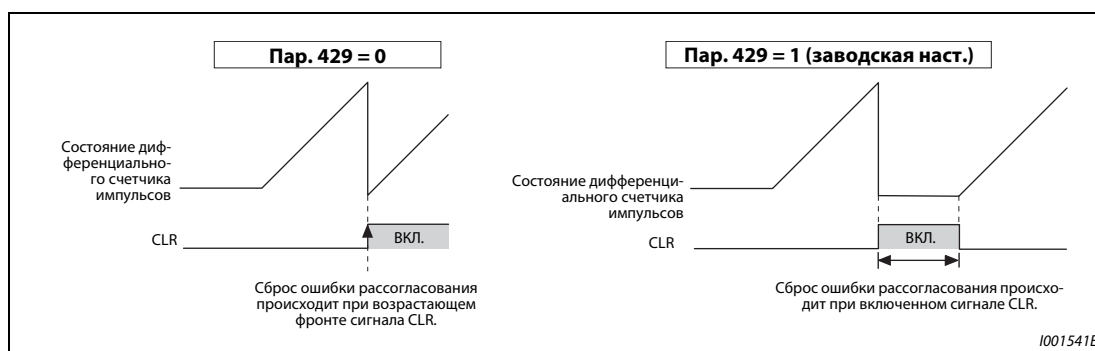 Пар. 429 = 0
Состояние диф-
ференциально-
го счетчика
импульсов
CLR
ВКЛ.
Сброс ошибки рассогласования
происходит при возрастающем
фронте сигнала CLR.
Пар. 429 = 1 (заводская наст.)
Состояние дифференци-
ального счетчика
импульсов
CLR
ВКЛ.
Сброс ошибки рассогласования происхо-
дит при включенном сигнале CLR.
I001541E